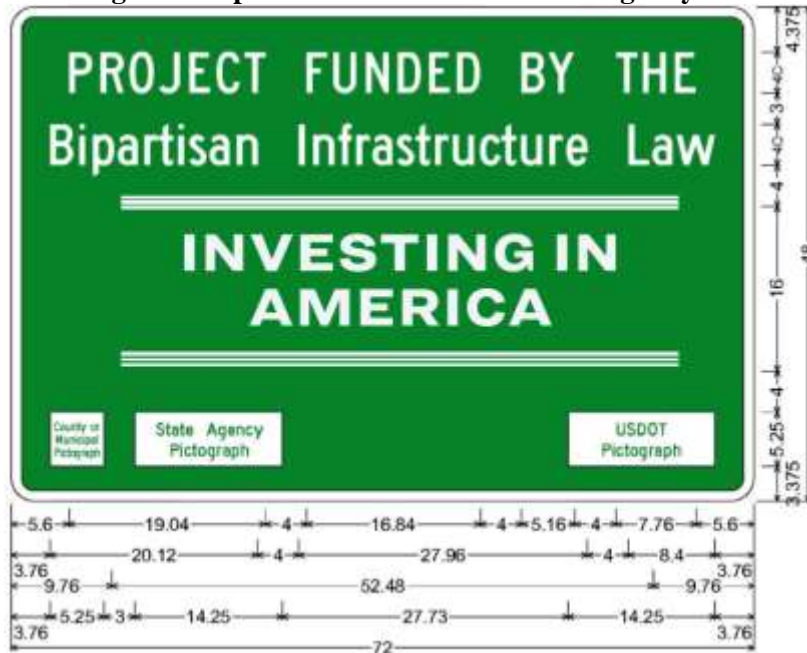 PROJECT FUNDED BY THE
Bipartisan Infrastructure Law
INVESTING IN
AMERICA
County or
Municipal
Pictograph
State Agency
Pictograph
USDOT
Pictograph
4.375
4C
3
4C
4
16
48
4
5.25
3.375
5.6 19.04 4 16.84 4 5.16 4 7.76 5.6
3.76 20.12 4 27.96 4 8.4 3.76
9.76 52.48 9.76
3.76 5.25 3 14.25 27.73 14.25 3.76
72